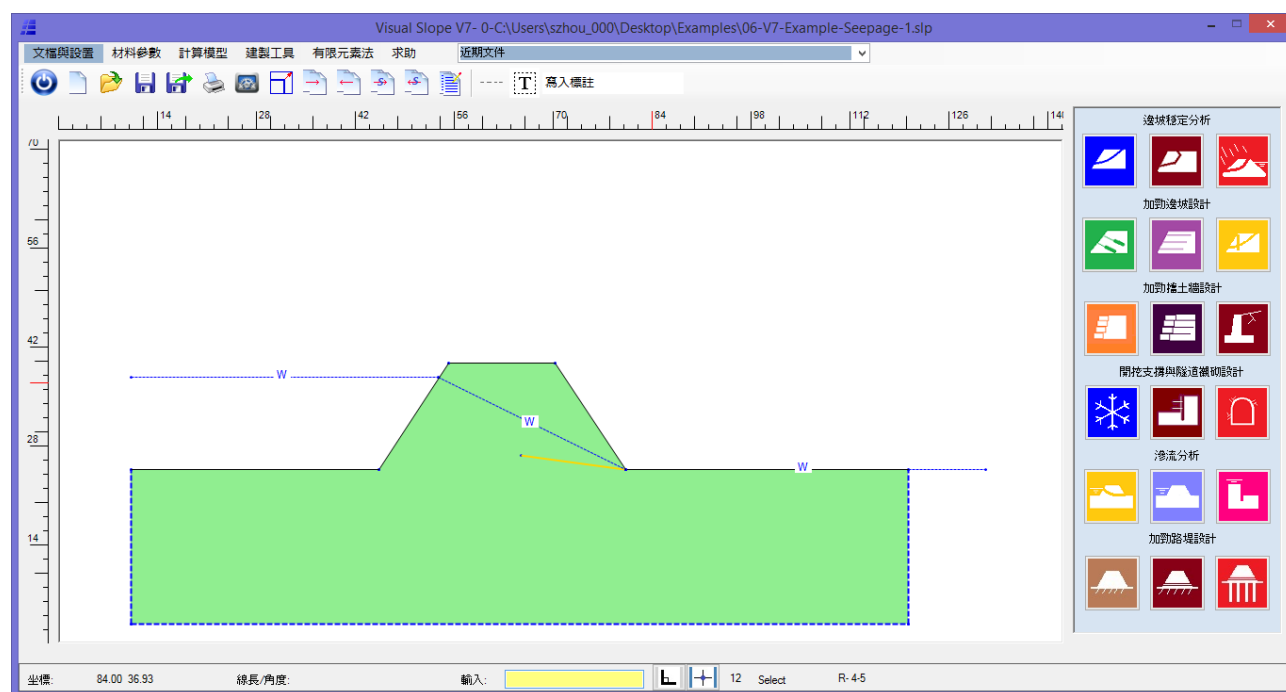 Visual Slope V7- 0-C:\Users\szhou_000\Desktop\Examples\06-V7-Example-Seepage-1.slp
文檔與設置 材料參數 計算模型 建製工具 有限元素法 求助 近期文件
T 寫入標註
14 28 42 56 70 84 98 112 126 140
邊坡穩定分析
加勁邊坡設計
加勁擋土牆設計
開挖支撐與隧道襯砌設計
滲流分析
加勁路堤設計
70
56
42
28
14
W
W
W
坐標: 84.00 36.93 線長/角度: 輸入: 12 Select R- 4-5